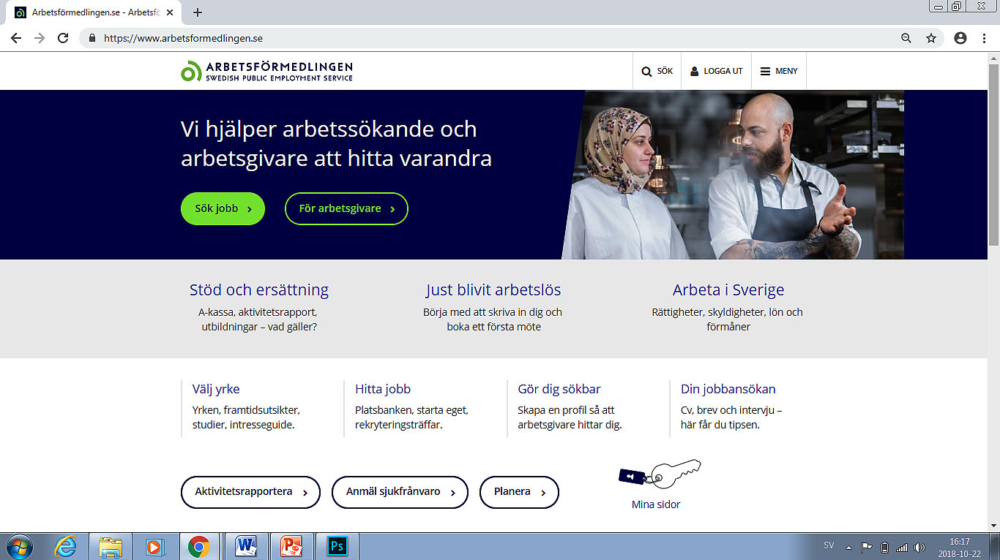 Arbetsförmedlingen.se - Arbetsfö
https://www.arbetsformedlingen.se
ARBETSFÖRMEDLINGEN
SWEDISH PUBLIC EMPLOYMENT SERVICE
SÖK
LOGGA UT
MENY
Vi hjälper arbetssökande och
arbetsgivare att hitta varandra
Sök jobb
För arbetsgivare
Stöd och ersättning
A-kassa, aktivitetsrapport,
utbildningar – vad gäller?
Just blivit arbetslös
Börja med att skriva in dig och
boka ett första möte
Arbeta i Sverige
Rättigheter, skyldigheter, lön och
förmåner
Välj yrke
Yrken, framtidsutsikter,
studier, intresseguide.
Hitta jobb
Platsbanken, starta eget,
rekryteringsträffar.
Gör dig sökbar
Skapa en profil så att
arbetsgivare hittar dig.
Din jobbansökan
Cv, brev och intervju –
här får du tipsen.
Aktivitetsrapportera
Anmäl sjukfrånvaro
Planera
Mina sidor
W
P
Ps
SV
16:17
2018-10-22